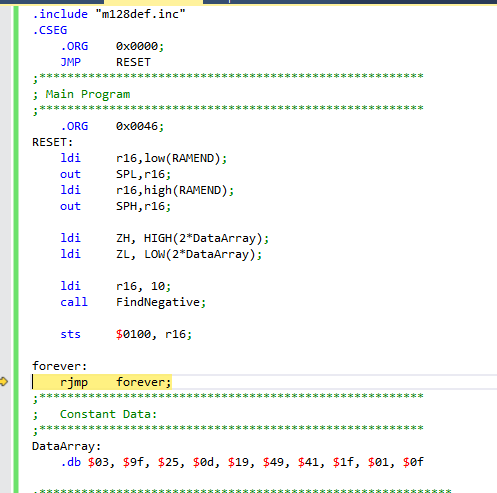 .include "m128def.inc"
.CSEG
.ORG 0x0000;
JMP RESET
;****************************************************
; Main Program
;****************************************************
.ORG 0x0046;
RESET:
ldi r16,low(RAMEND);
out SPL,r16;
ldi r16,high(RAMEND);
out SPH,r16;
ldi ZH, HIGH(2*DataArray);
ldi ZL, LOW(2*DataArray);
ldi r16, 10;
call FindNegative;
sts $0100, r16;
forever:
rjmp forever;
;****************************************************
; Constant Data:
;****************************************************
DataArray:
.db $03, $9f, $25, $0d, $19, $49, $41, $1f, $01, $0f
;********************************************************